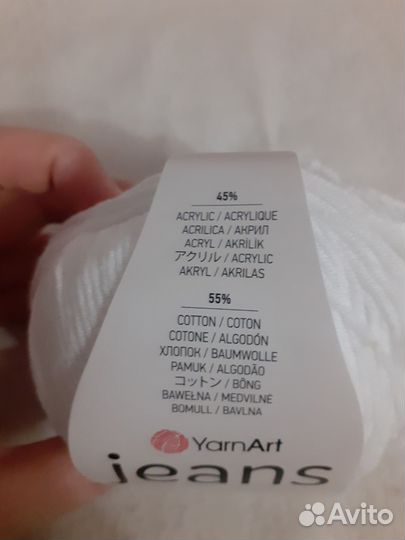 45%
ACRYLIC / ACRYLIQUE
ACRILICA / АКРИЛ
ACRYL / AKRİLİK
アクリル / ACRYLIC
AKRYL / AKRILAS
55%
COTTON / COTON
COTONE / ALGODÓN
ХЛОПОК / BAUMWOLLE
PAMUK / ALGODÃO
コットン / BÔNG
BAWEŁNA / MEDVILNĖ
BOMULL / BAVLNA
YarnArt
jeans
Avito